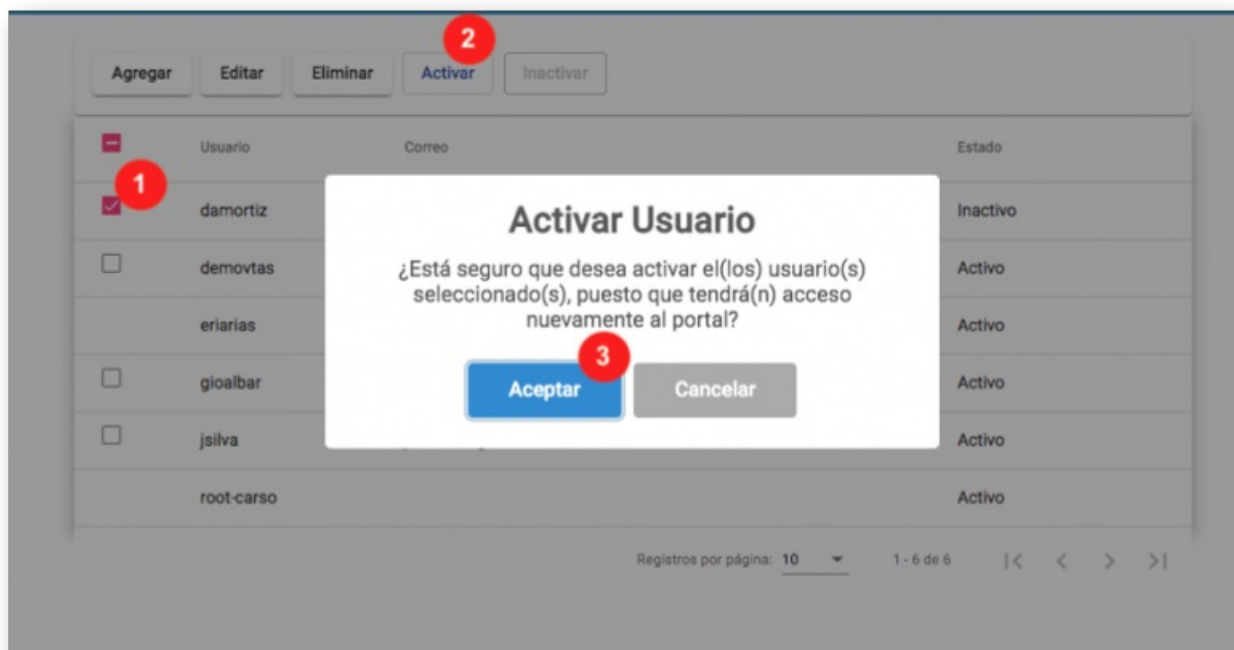 2
Agregar Editar Eliminar Activar Inactivar
Usuario Correo Estado
1
damortiz Inactivo
demovtas Activo
eriarias Activo
gioalbar Activo
jsilva Activo
root-carso Activo
Activar Usuario
¿Está seguro que desea activar el(los) usuario(s)
seleccionado(s), puesto que tendrá(n) acceso
nuevamente al portal?
3
Aceptar Cancelar
Registros por página: 10 1 - 6 de 6